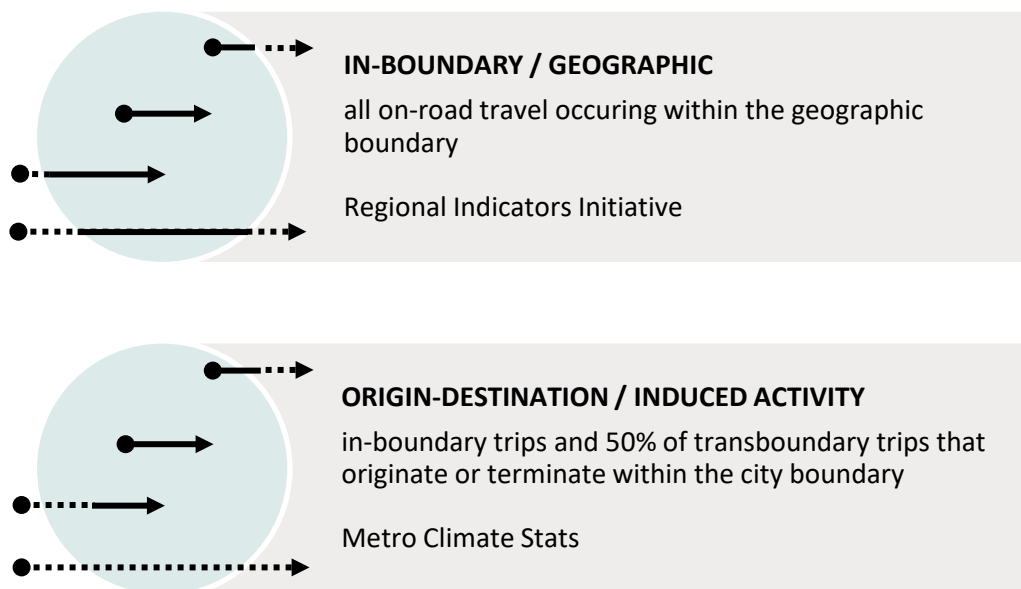 IN-BOUNDARY / GEOGRAPHIC
all on-road travel occuring within the geographic
boundary
Regional Indicators Initiative
ORIGIN-DESTINATION / INDUCED ACTIVITY
in-boundary trips and 50% of transboundary trips that
originate or terminate within the city boundary
Metro Climate Stats